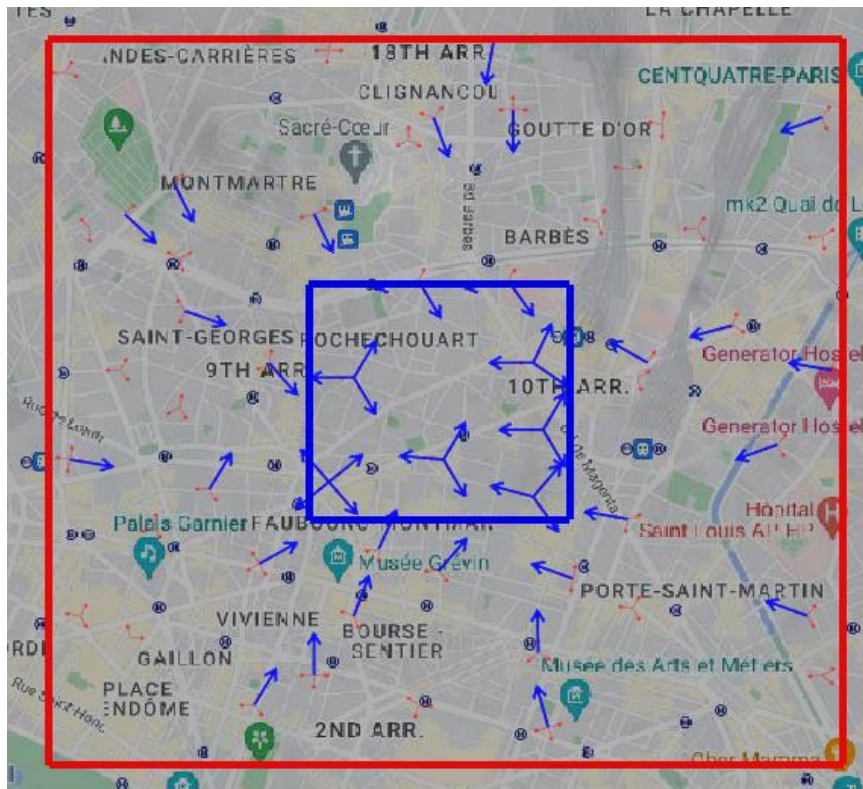 LA CHAPELLE
18TH ARR
CLIGNANCOU
CENTQUATRE-PARIS
Sacré-Cœur
GOUTTE D'OR
MONTMARTRE
mk2 Quai de
BARBÈS
SAINT-GEORGES
ROCHECHOUART
9TH ARR
10TH ARR.
Generator Hostel
Generator Hostel
Magenta
Hôpital
Saint Louis AP-HP
Palais Garnier
FAUBOURG MONTMAR
Musée Grévin
PORTE-SAINT-MARTIN
VIVIENNE
BOURSE -
SENTIER
GAILLON
Musée des Arts et Métiers
PLACE
ENDÔME
2ND ARR.